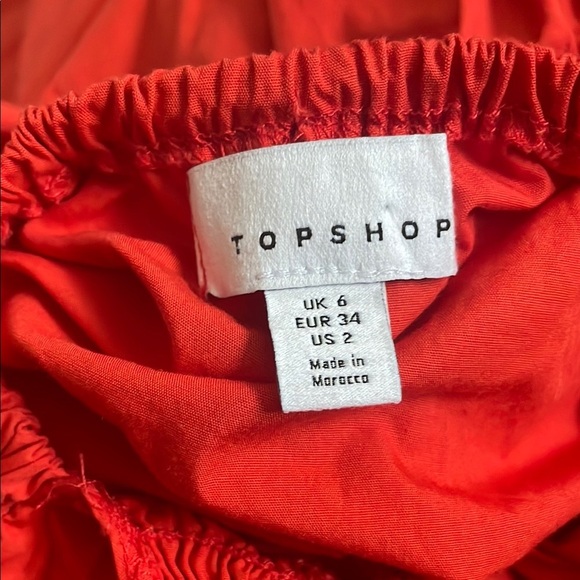 TOPSHOP
UK 6
EUR 34
US 2
Made in
Morocco